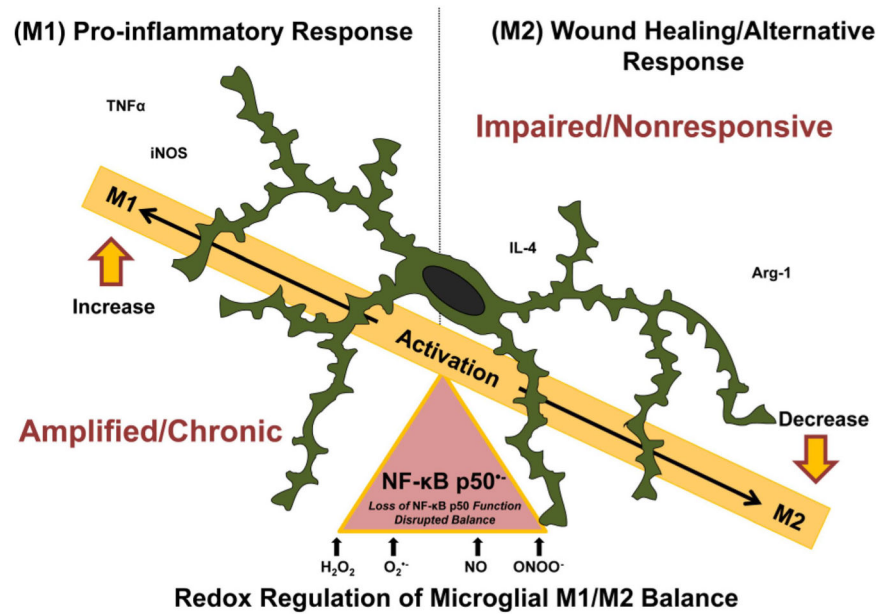 (M1) Pro-inflammatory Response
(M2) Wound Healing/Alternative
Response
TNFα
iNOS
Impaired/Nonresponsive
M1
IL-4
Arg-1
Increase
Activation
Amplified/Chronic
Decrease
M2
NF-κB p50•-
Loss of NF-κB p50 Function
Disrupted Balance
H₂O₂ O₂•- NO ONOO-
Redox Regulation of Microglial M1/M2 Balance